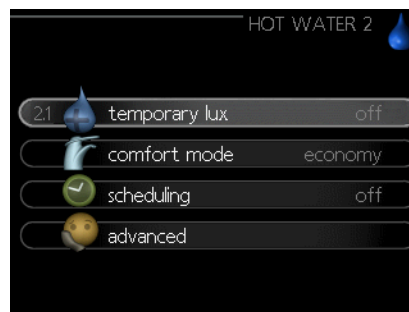 HOT WATER 2
2.1 temporary lux off
comfort mode economy
scheduling off
advanced